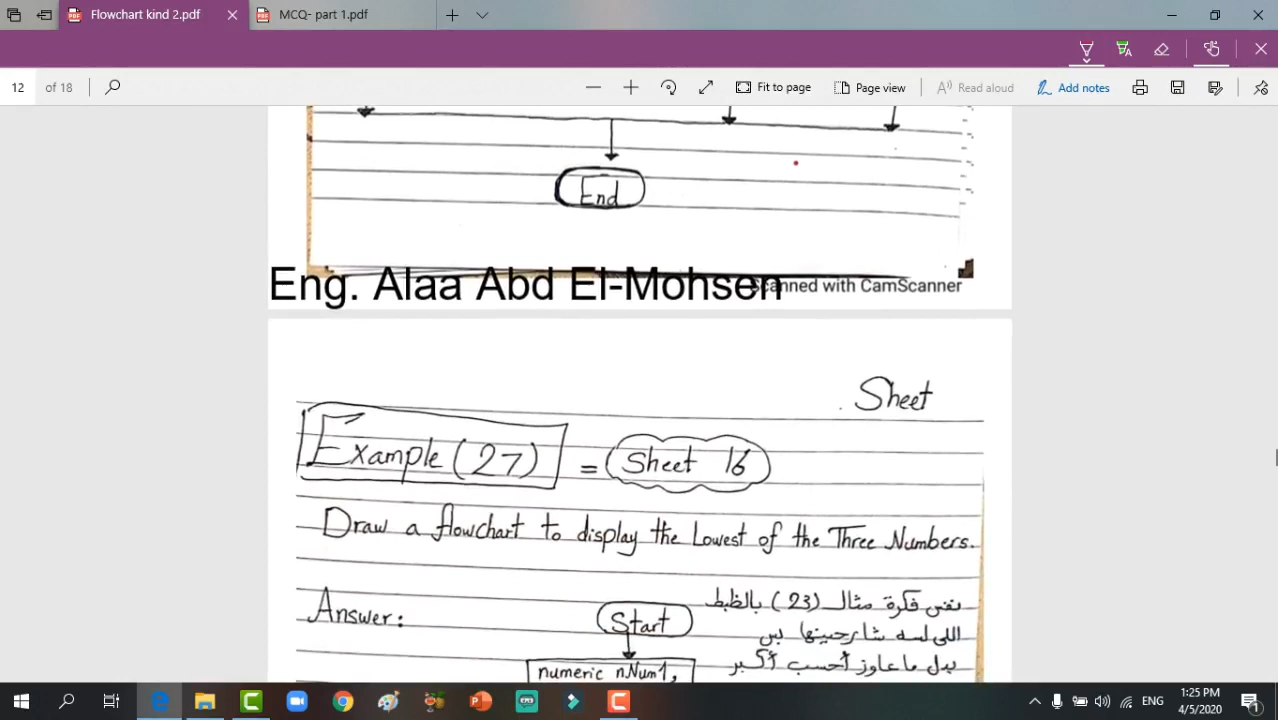 Flowchart kind 2.pdf
MCQ- part 1.pdf
12 of 18
Fit to page
Page view
Read aloud
Add notes
End
Eng. Alaa Abd El-Mohsen
Scanned with CamScanner
Sheet
Example (27) = Sheet 16
Draw a flowchart to display the Lowest of the Three Numbers.
Answer:
Start
numeric nNum1,
نفس فكرة مثال (23) بالظبط
اللى لسه شارحينها بس
بدل ما عاوز أحسب أكبر
ENG
1:25 PM
4/5/2020